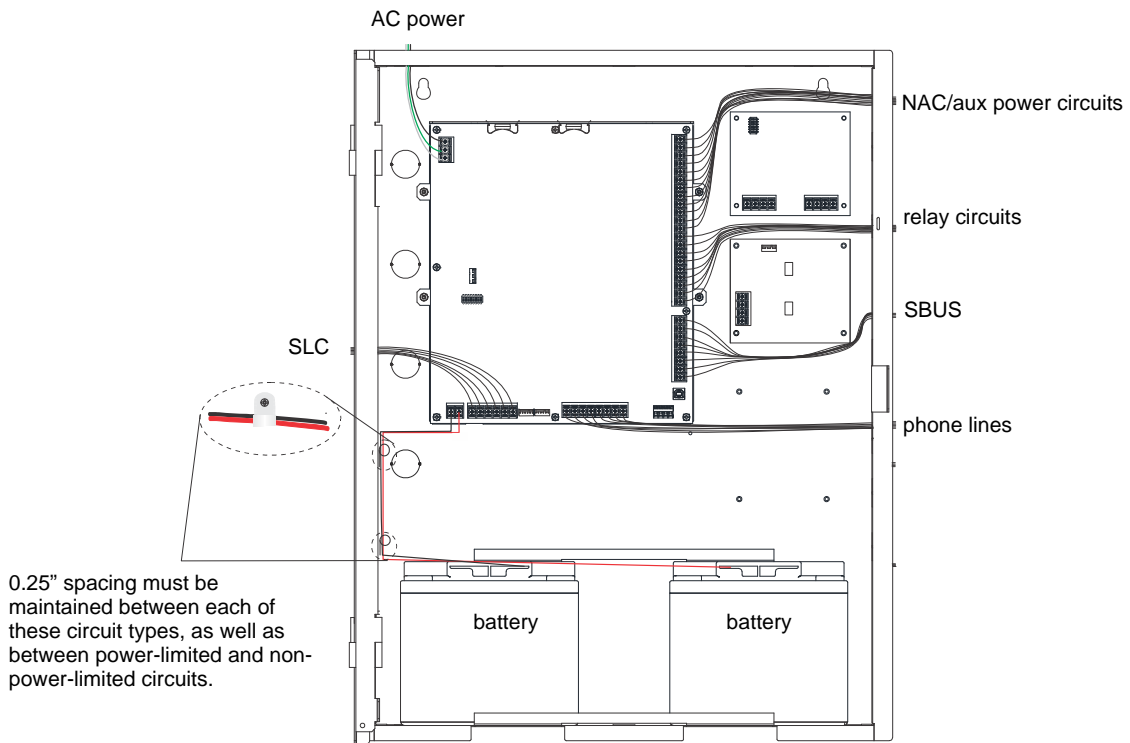 AC power
NAC/aux power circuits
relay circuits
SBUS
SLC
phone lines
0.25” spacing must be
maintained between each of
these circuit types, as well as
between power-limited and non-
power-limited circuits.
battery
battery